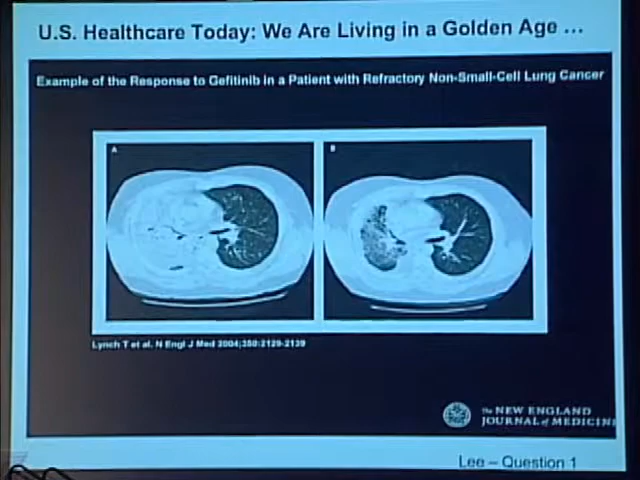 U.S. Healthcare Today: We Are Living in a Golden Age ...
Example of the Response to Gefitinib in a Patient with Refractory Non-Small-Cell Lung Cancer
A
B
Lynch T et al. N Engl J Med 2004;350:2129-2139
The NEW ENGLAND
JOURNAL of MEDICINE
Lee – Question 1